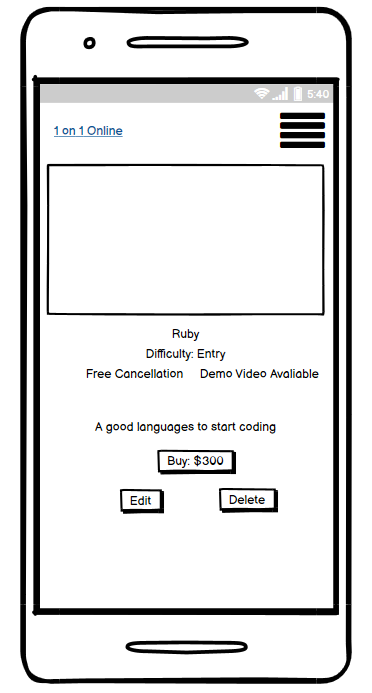 5:40
1 on 1 Online
Ruby
Difficulty: Entry
Free Cancellation Demo Video Avaliable
A good languages to start coding
Buy: $300
Edit Delete